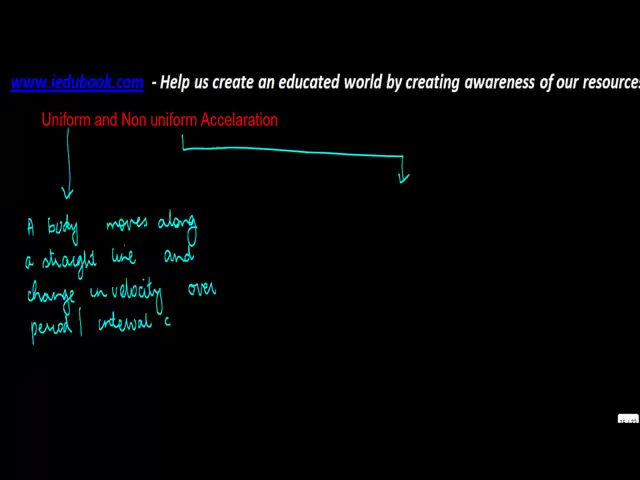 www.iedubook.com - Help us create an educated world by creating awareness of our resources
Uniform and Non uniform Accelaration
A body moves along
a straight line and
change in velocity over
period / interval